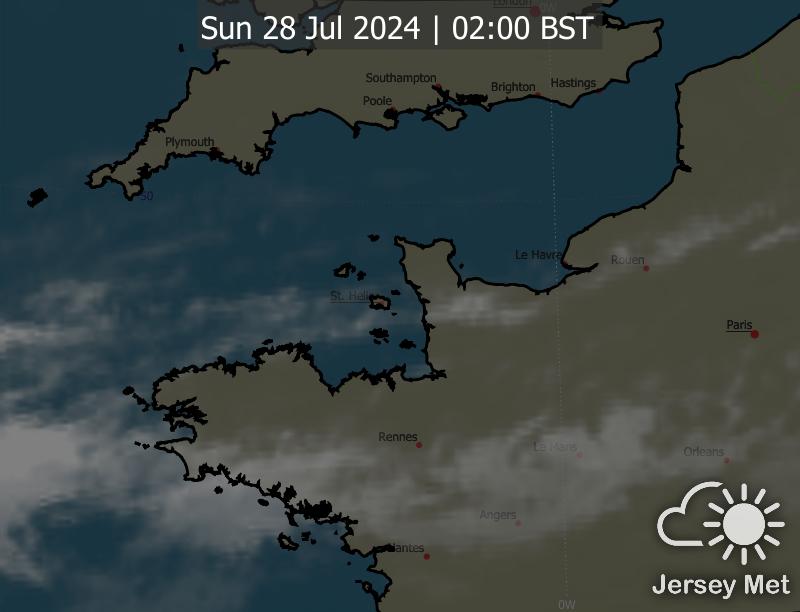 London
0W
Sun 28 Jul 2024 | 02:00 BST
Southampton
Brighton
Hastings
Poole
Plymouth
50
Le Havre
Rouen
St. Helier
Paris
Rennes
Le Mans
Orleans
Angers
Nantes
Jersey Met
0W